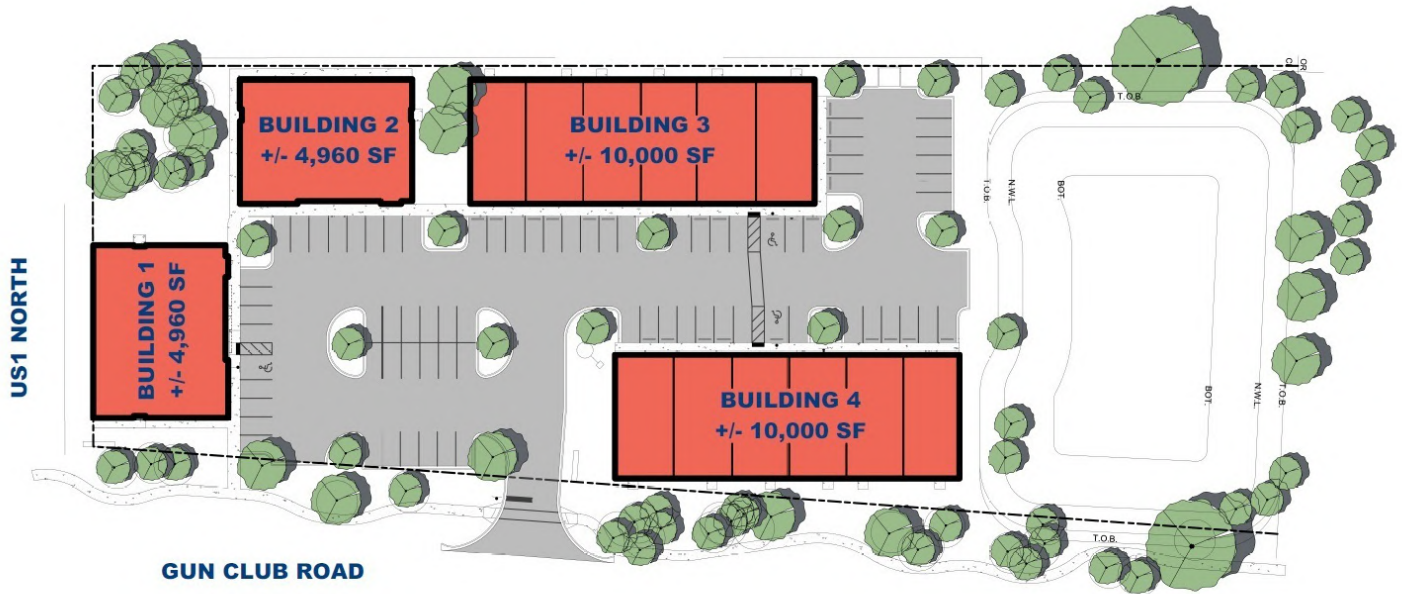 OR
C
T.O.B.
BUILDING 2
+/- 4,960 SF
BUILDING 3
+/- 10,000 SF
T.O.B.
N.W.L
BOT.
US1 NORTH
BUILDING 1
+/- 4,960 SF
BUILDING 4
+/- 10,000 SF
BOT.
N.W.L
T.O.B.
T.O.B.
GUN CLUB ROAD